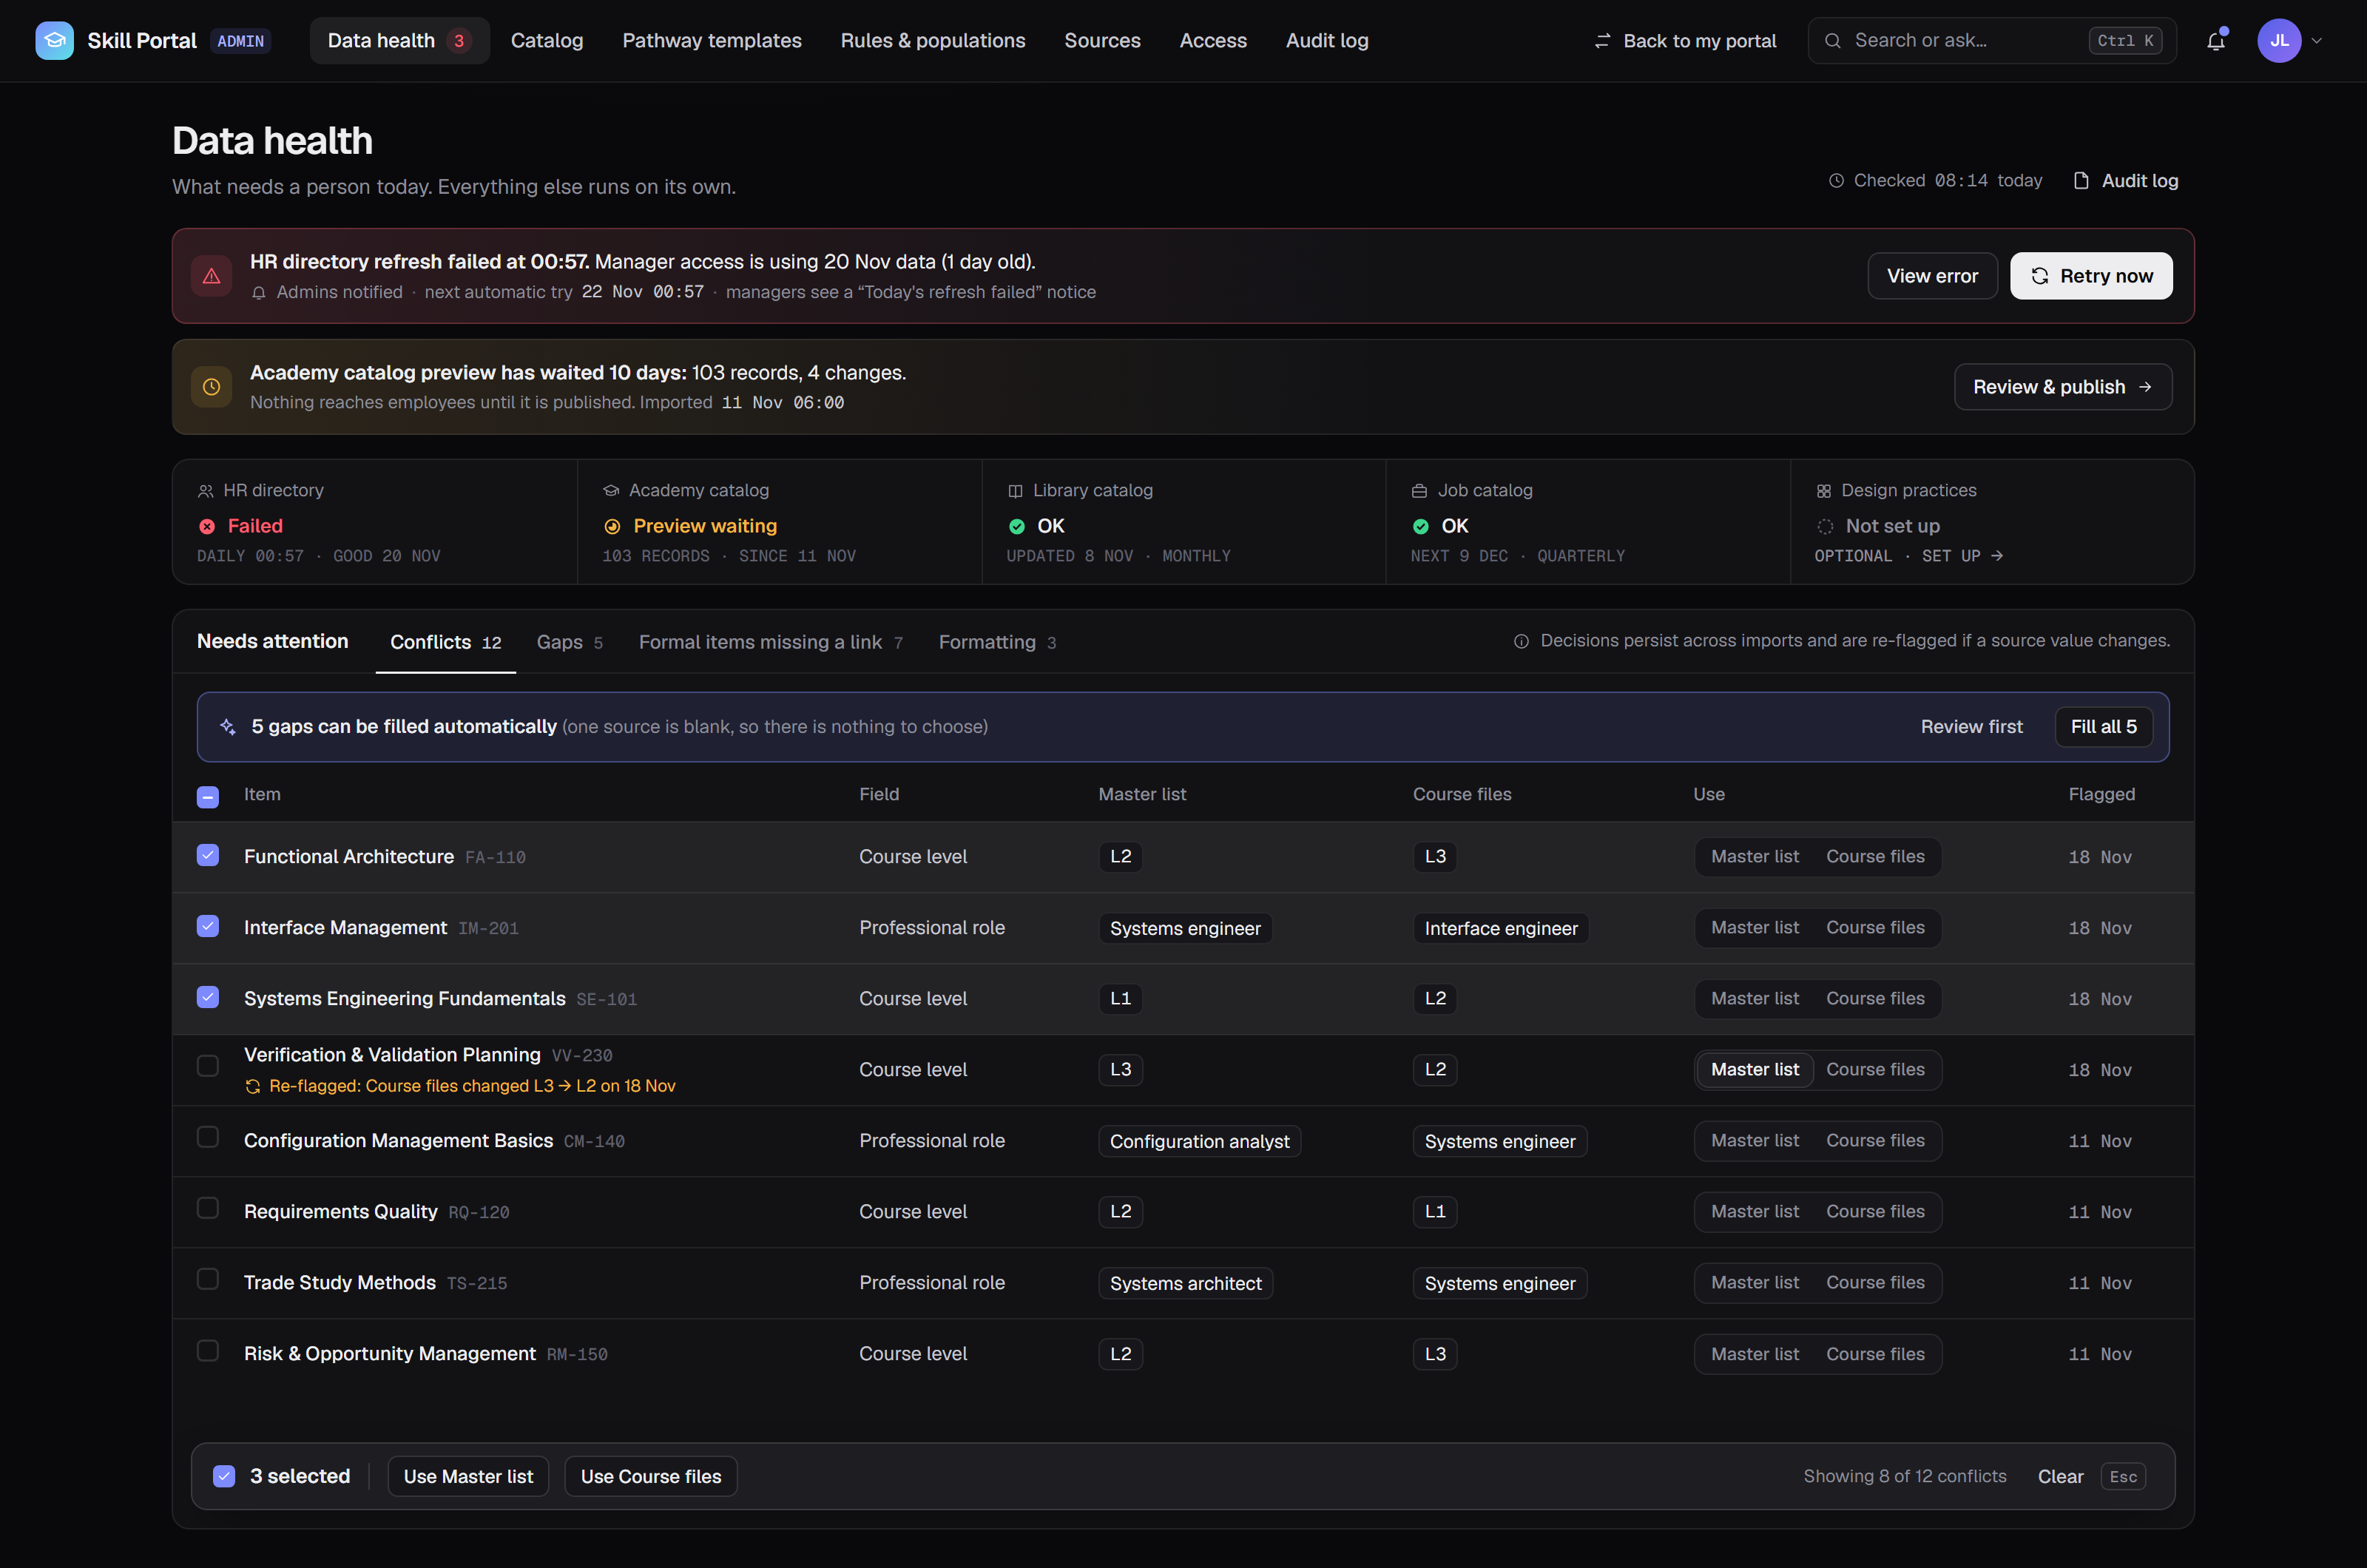 Skill Portal ADMIN Data health 3 Catalog Pathway templates Rules & populations Sources Access Audit log Back to my portal Search or ask... Ctrl K JL
Data health
What needs a person today. Everything else runs on its own.
Checked 08:14 today Audit log
HR directory refresh failed at 00:57. Manager access is using 20 Nov data (1 day old).
Admins notified · next automatic try 22 Nov 00:57 · managers see a “Today's refresh failed” notice
View error Retry now
Academy catalog preview has waited 10 days: 103 records, 4 changes.
Nothing reaches employees until it is published. Imported 11 Nov 06:00
Review & publish →
HR directory
Failed
DAILY 00:57 · GOOD 20 NOV
Academy catalog
Preview waiting
103 RECORDS · SINCE 11 NOV
Library catalog
OK
UPDATED 8 NOV · MONTHLY
Job catalog
OK
NEXT 9 DEC · QUARTERLY
Design practices
Not set up
OPTIONAL · SET UP →
Needs attention Conflicts 12 Gaps 5 Formal items missing a link 7 Formatting 3 Decisions persist across imports and are re-flagged if a source value changes.
5 gaps can be filled automatically (one source is blank, so there is nothing to choose) Review first Fill all 5
Item Field Master list Course files Use Flagged
Functional Architecture FA-110 Course level L2 L3 Master list Course files 18 Nov
Interface Management IM-201 Professional role Systems engineer Interface engineer Master list Course files 18 Nov
Systems Engineering Fundamentals SE-101 Course level L1 L2 Master list Course files 18 Nov
Verification & Validation Planning VV-230 Course level L3 L2 Master list Course files 18 Nov
Re-flagged: Course files changed L3 → L2 on 18 Nov
Configuration Management Basics CM-140 Professional role Configuration analyst Systems engineer Master list Course files 11 Nov
Requirements Quality RQ-120 Course level L2 L1 Master list Course files 11 Nov
Trade Study Methods TS-215 Professional role Systems architect Systems engineer Master list Course files 11 Nov
Risk & Opportunity Management RM-150 Course level L2 L3 Master list Course files 11 Nov
3 selected Use Master list Use Course files Showing 8 of 12 conflicts Clear Esc